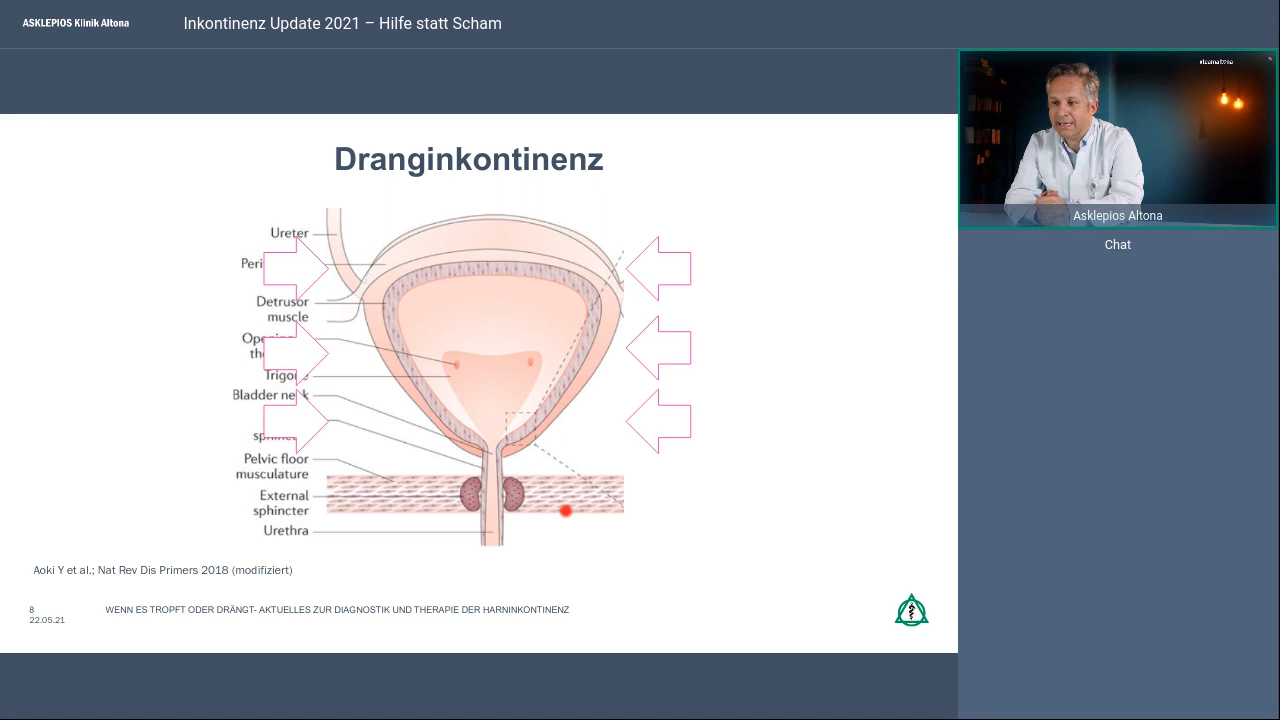 ASKLEPIOS Klinik Altona
Inkontinenz Update 2021 – Hilfe statt Scham
#teamaltona
Asklepios Altona
Chat
Dranginkontinenz
Ureter
Detrusor
muscle
Bladder
Pelvic floor
musculature
External
sphincter
Urethra
Aoki Y et al.; Nat Rev Dis Primers 2018 (modifiziert)
8
WENN ES TROPFT ODER DRÄNGT- AKTUELLES ZUR DIAGNOSTIK UND THERAPIE DER HARNINKONTINENZ
22.05.21